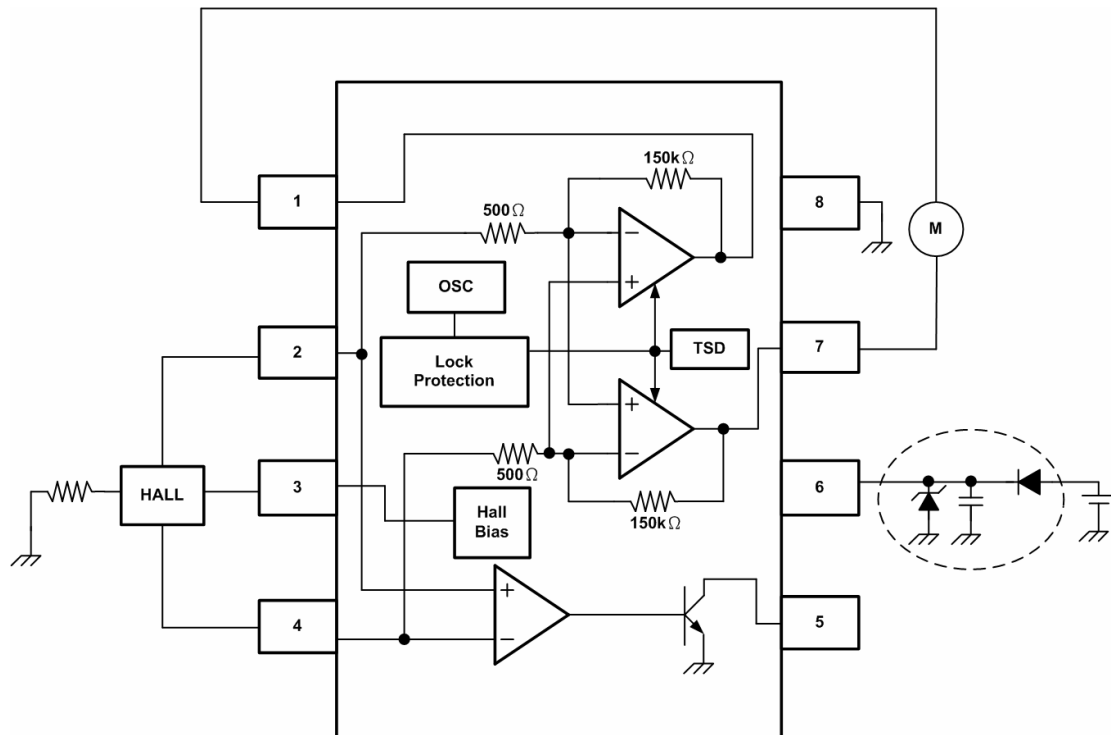 150kΩ
1
8
500Ω
M
OSC
2
Lock
Protection
TSD
7
HALL
3
500Ω
6
Hall
Bias
150kΩ
4
5